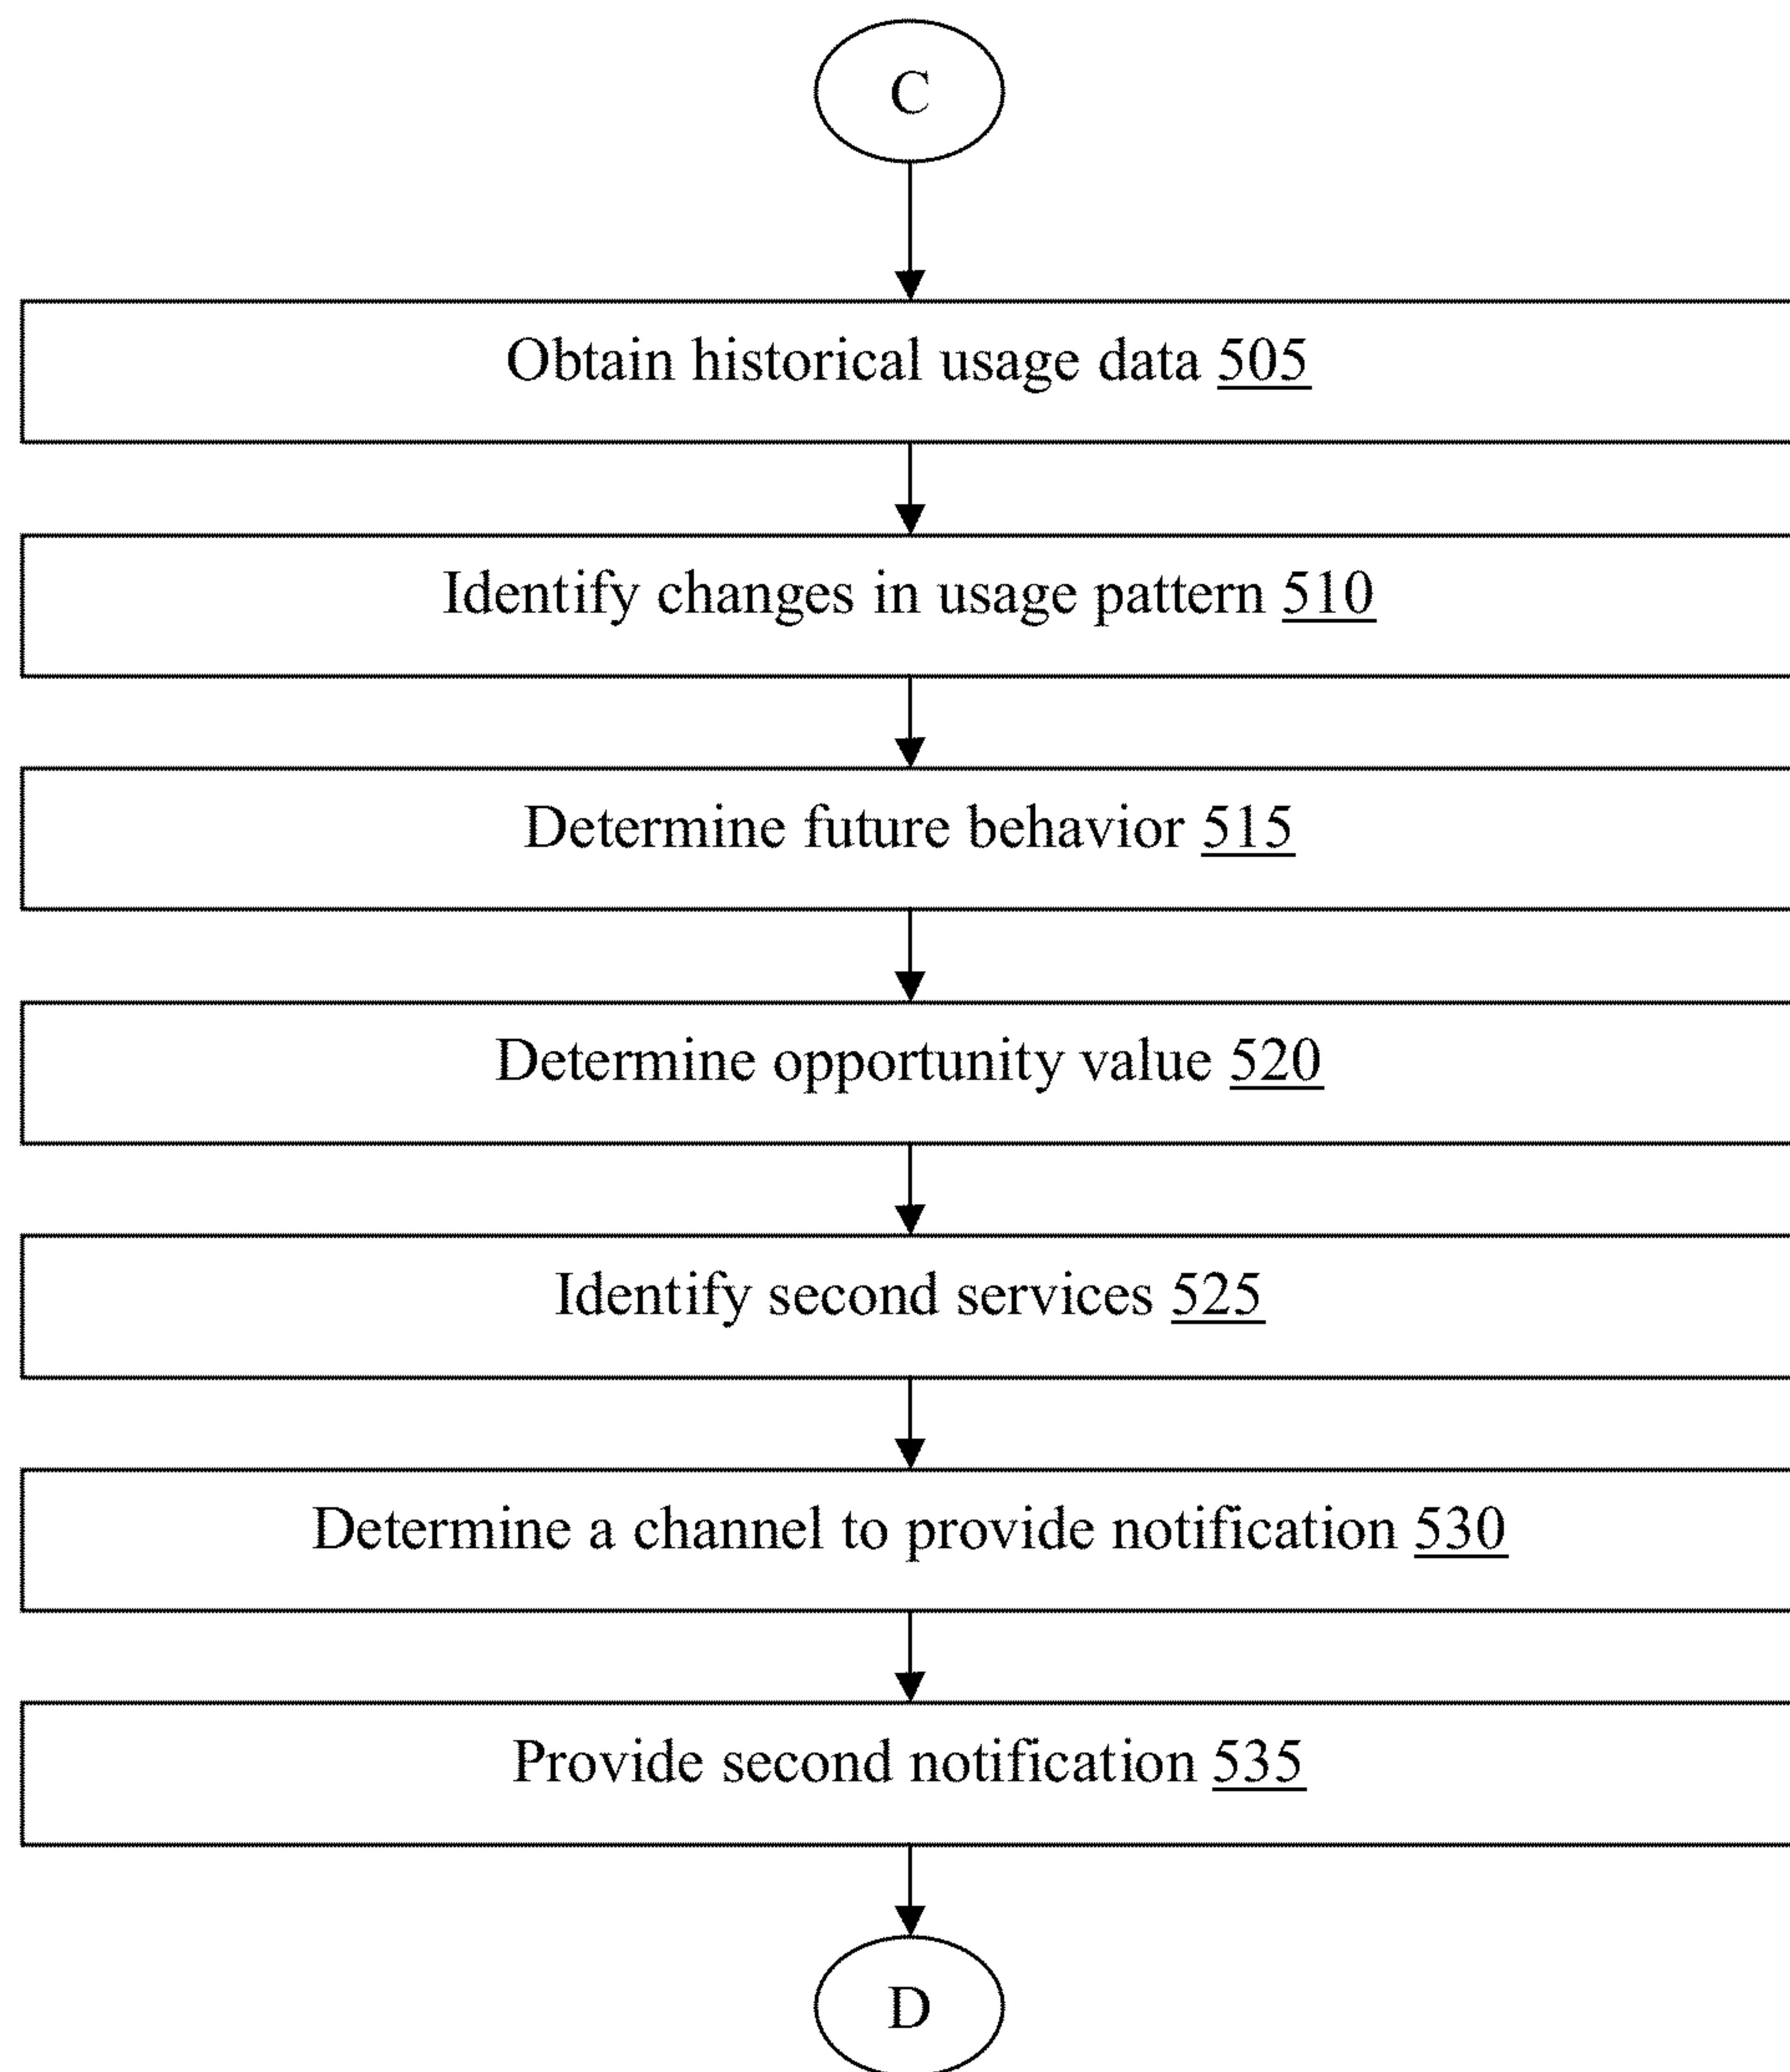 C
Obtain historical usage data 505
Identify changes in usage pattern 510
Determine future behavior 515
Determine opportunity value 520
Identify second services 525
Determine a channel to provide notification 530
Provide second notification 535
D